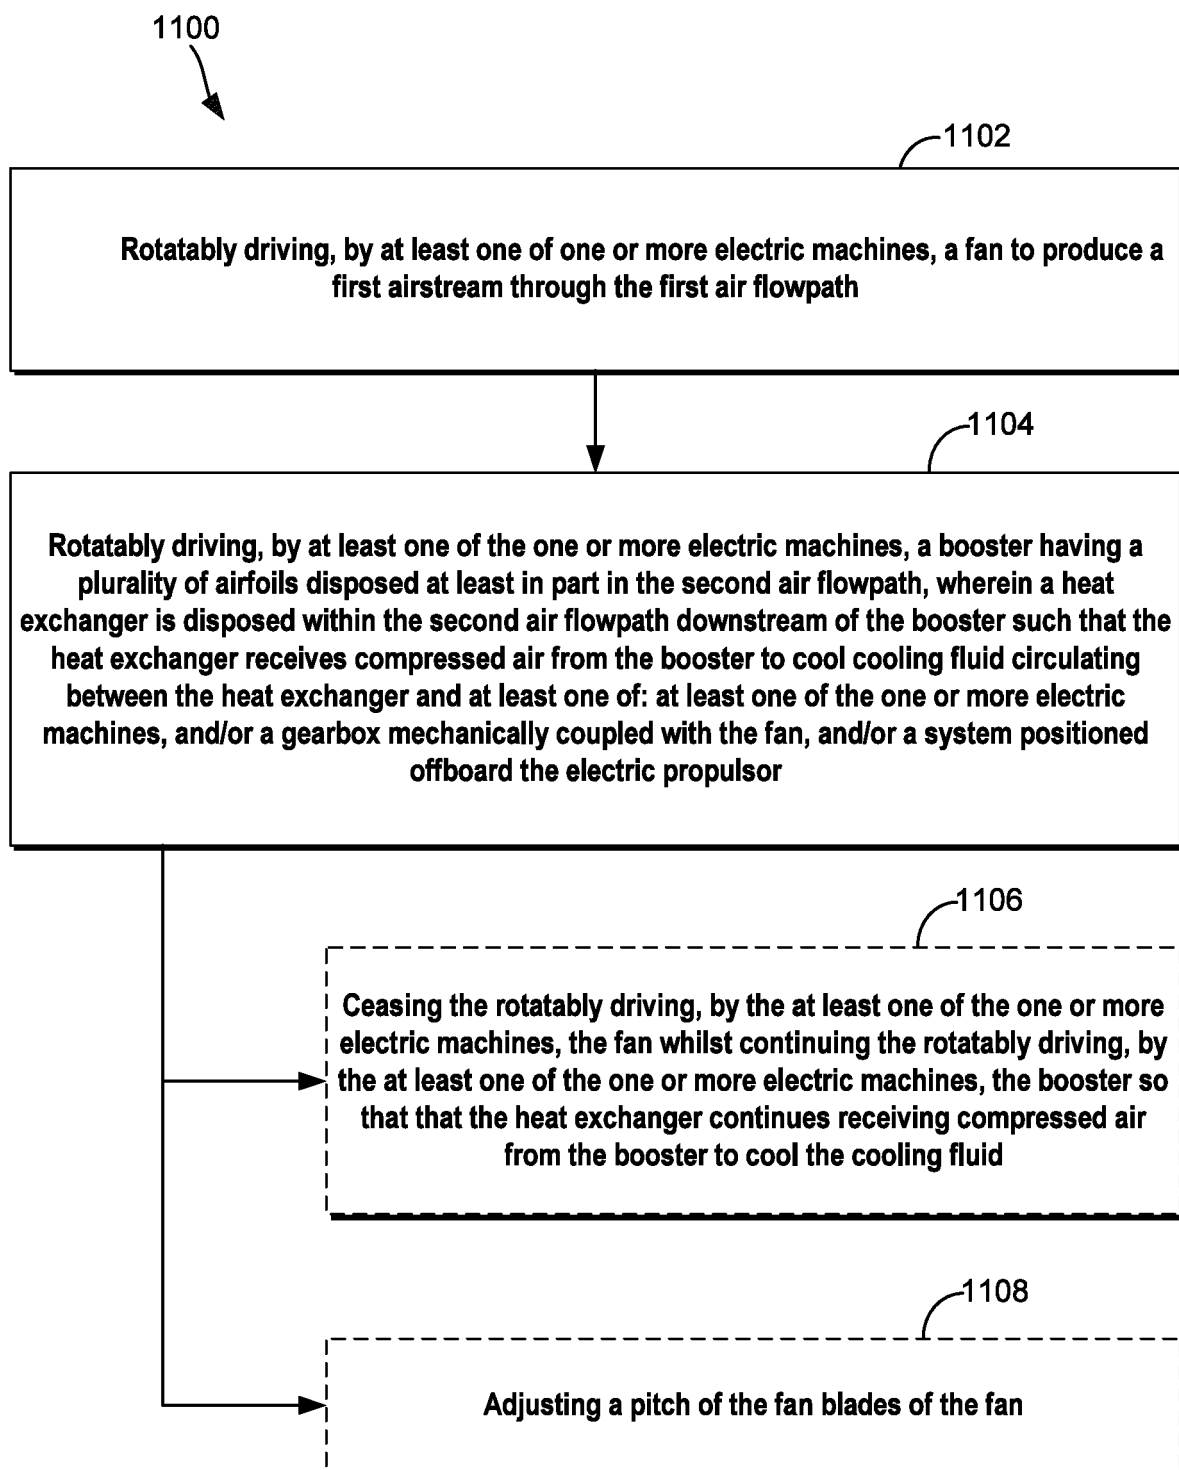 1100
1102
Rotatably driving, by at least one of one or more electric machines, a fan to produce a
first airstream through the first air flowpath
1104
Rotatably driving, by at least one of the one or more electric machines, a booster having a
plurality of airfoils disposed at least in part in the second air flowpath, wherein a heat
exchanger is disposed within the second air flowpath downstream of the booster such that the
heat exchanger receives compressed air from the booster to cool cooling fluid circulating
between the heat exchanger and at least one of: at least one of the one or more electric
machines, and/or a gearbox mechanically coupled with the fan, and/or a system positioned
offboard the electric propulsor
1106
Ceasing the rotatably driving, by the at least one of the one or more
electric machines, the fan whilst continuing the rotatably driving, by
the at least one of the one or more electric machines, the booster so
that that the heat exchanger continues receiving compressed air
from the booster to cool the cooling fluid
1108
Adjusting a pitch of the fan blades of the fan